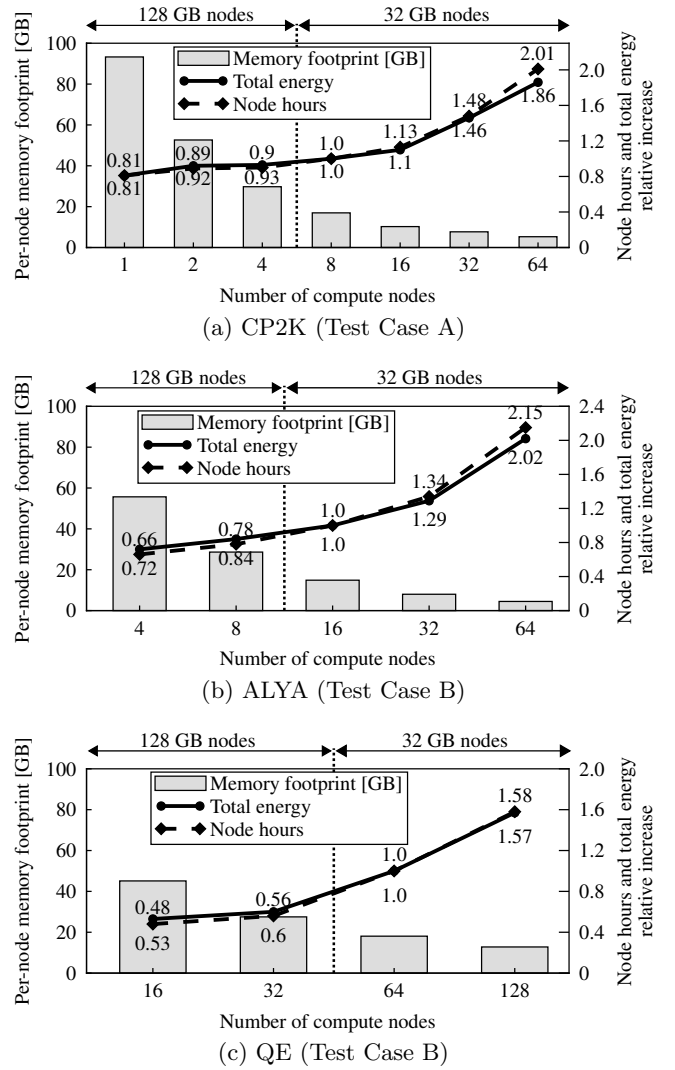 128 GB nodes 32 GB nodes
Per-node memory footprint [GB]
100
80
60
40
20
0
Memory footprint [GB]
Total energy
Node hours
0.81 0.89 0.9 1.0 1.13 1.48 2.01
0.81 0.92 0.93 1.0 1.1 1.46 1.86
2.0
1.6
1.2
0.8
0.4
0
Node hours and total energy
relative increase
1 2 4 8 16 32 64
Number of compute nodes
(a) CP2K (Test Case A)
128 GB nodes 32 GB nodes
Per-node memory footprint [GB]
100
80
60
40
20
0
Memory footprint [GB]
Total energy
Node hours
0.66 0.78 1.0 1.34 2.15
0.72 0.84 1.0 1.29 2.02
2.4
2.0
1.6
1.2
0.8
0.4
0
Node hours and total energy
relative increase
4 8 16 32 64
Number of compute nodes
(b) ALYA (Test Case B)
128 GB nodes 32 GB nodes
Per-node memory footprint [GB]
100
80
60
40
20
0
Memory footprint [GB]
Total energy
Node hours
0.48 0.56 1.0 1.58
0.53 0.6 1.0 1.57
2.0
1.6
1.2
0.8
0.4
0
Node hours and total energy
relative increase
16 32 64 128
Number of compute nodes
(c) QE (Test Case B)